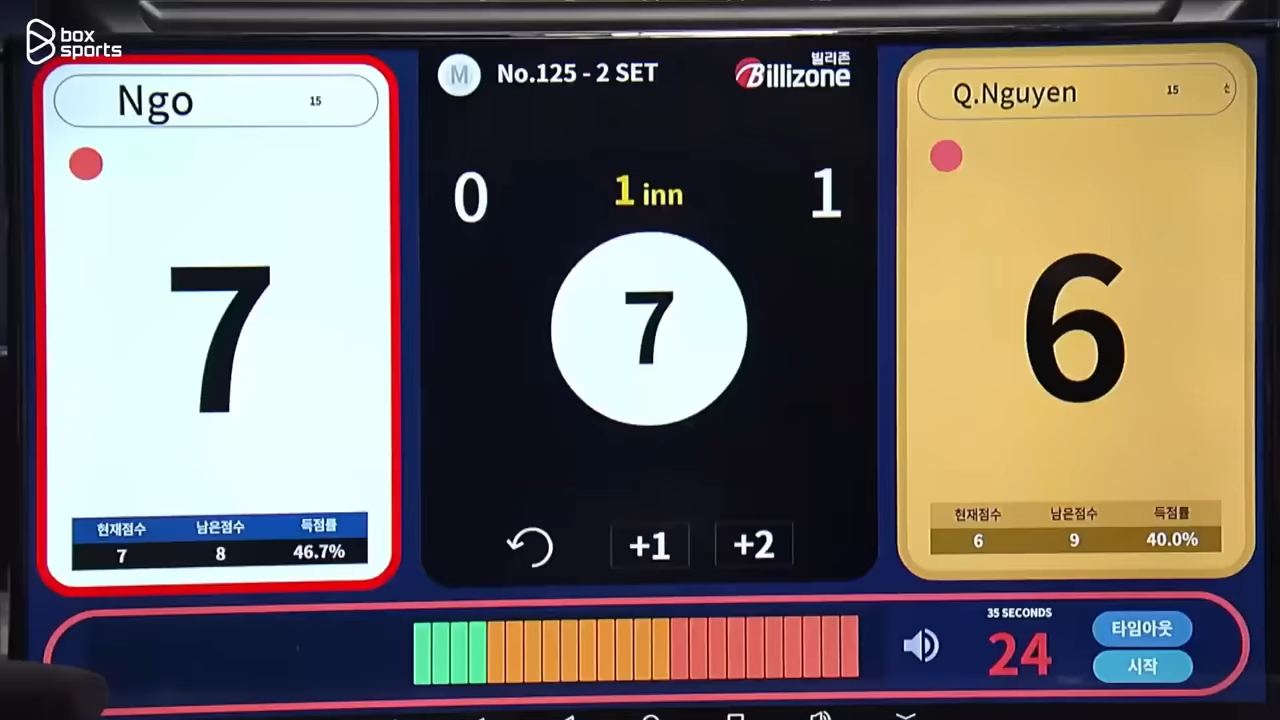 box
sports
Ngo 15
7
현재점수 남은점수 득점률
7 8 46.7%
M No.125 - 2 SET
빌리존
Billizone
0 1 inn 1
7
+1 +2
Q.Nguyen 15
6
현재점수 남은점수 득점률
6 9 40.0%
35 SECONDS
24
타임아웃
시작